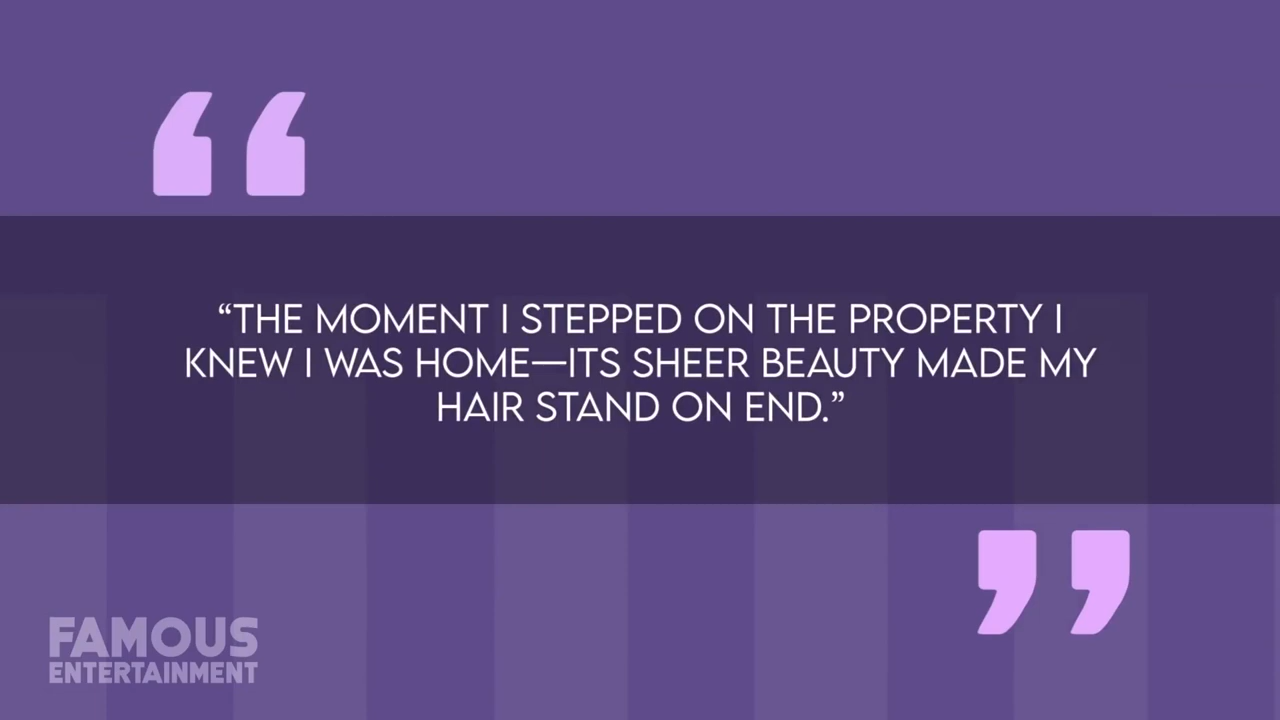 “THE MOMENT I STEPPED ON THE PROPERTY I
KNEW I WAS HOME—ITS SHEER BEAUTY MADE MY
HAIR STAND ON END.”
FAMOUS
ENTERTAINMENT